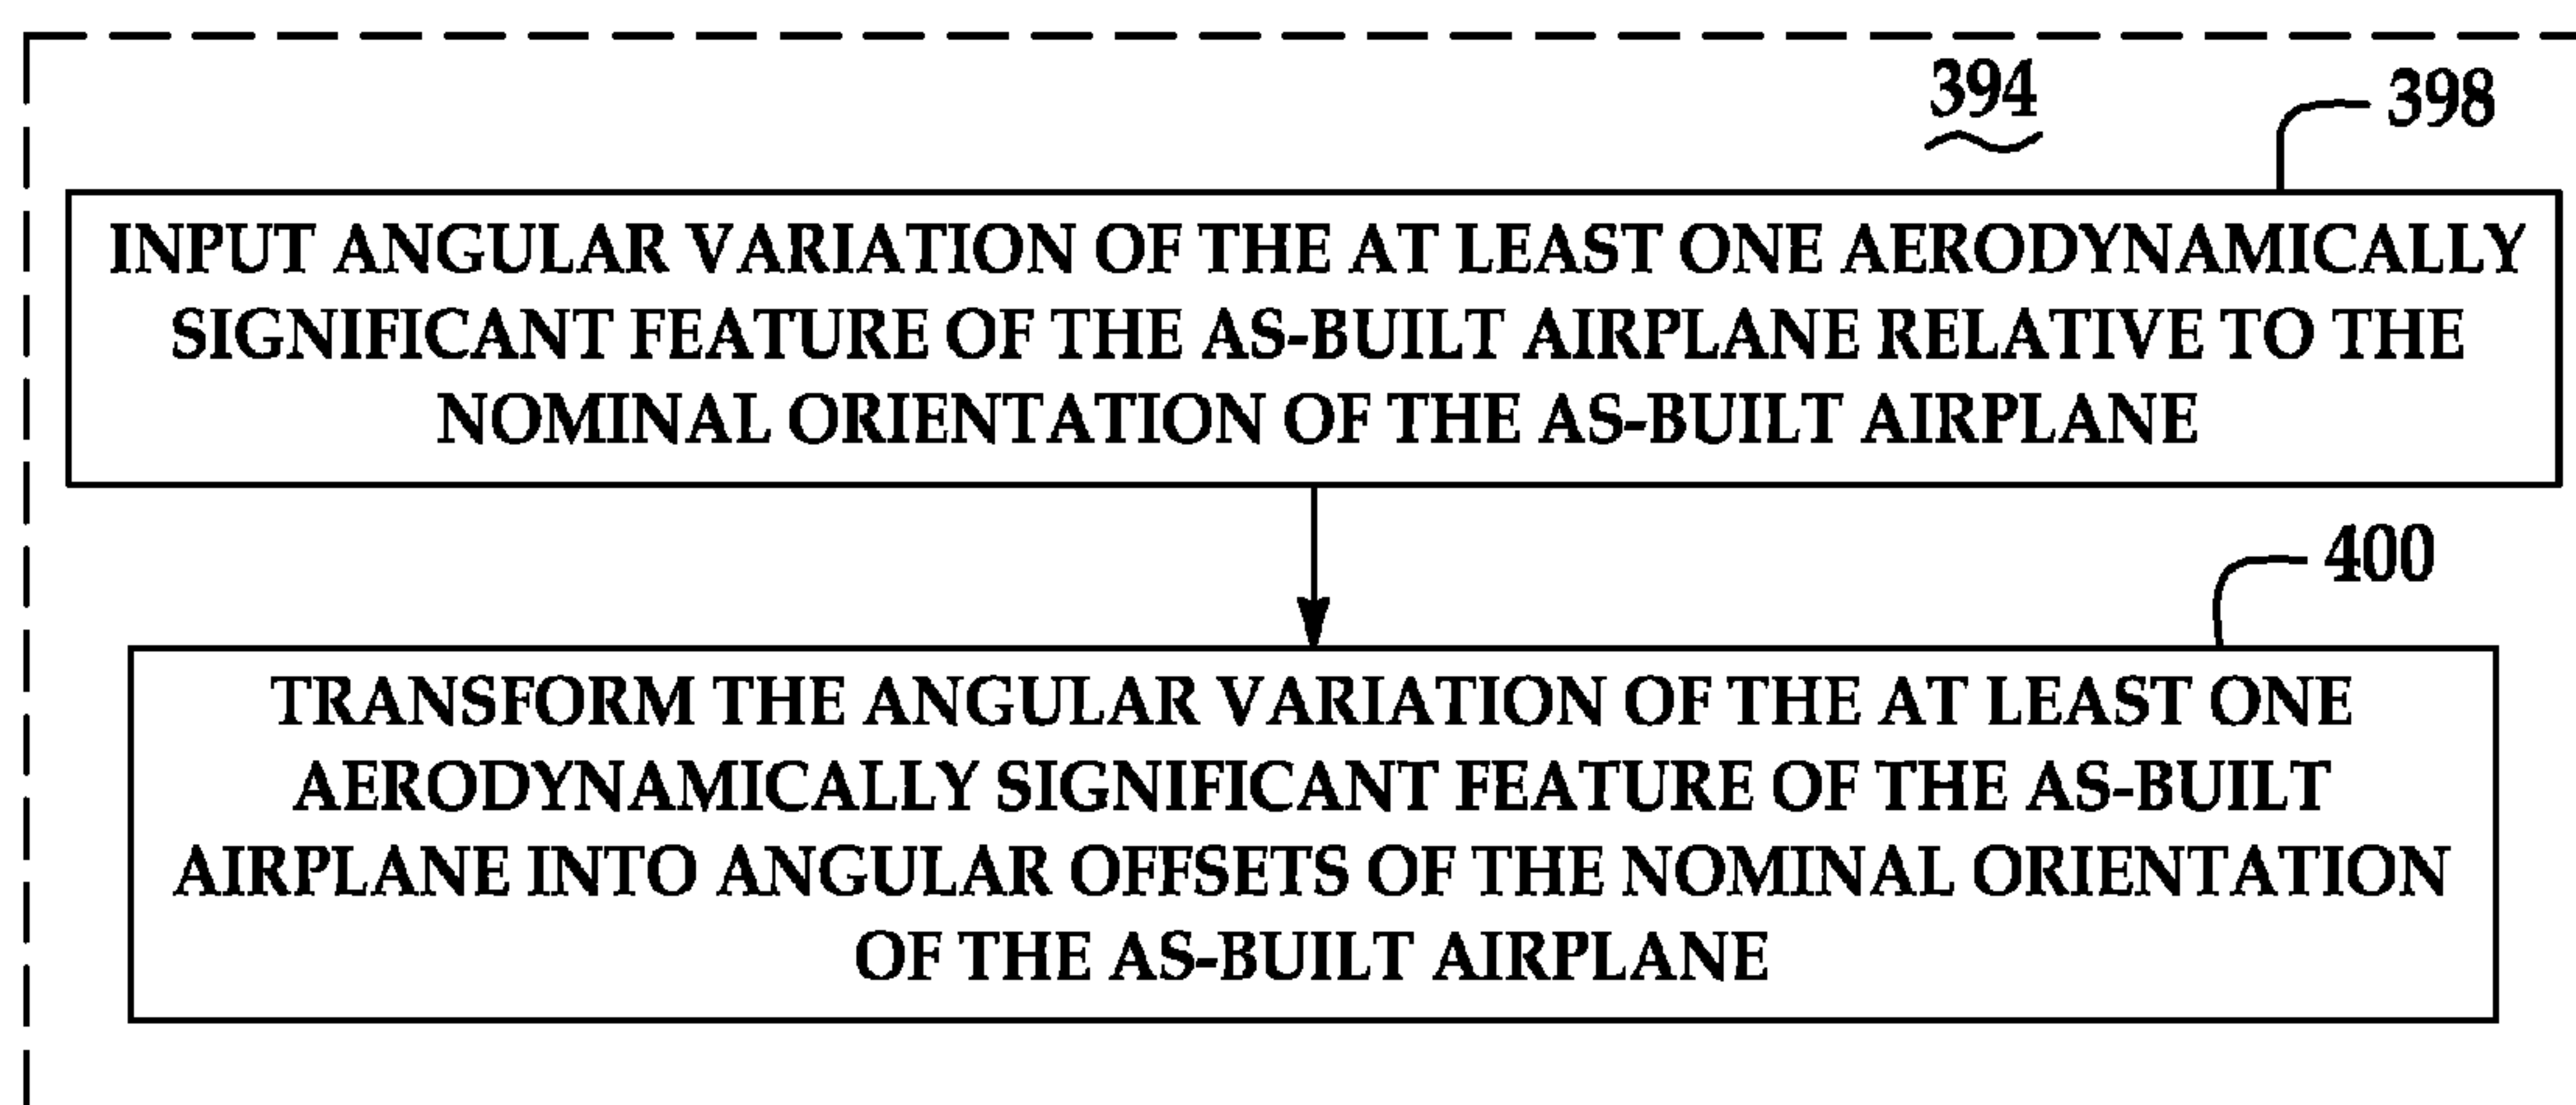 394
398
INPUT ANGULAR VARIATION OF THE AT LEAST ONE AERODYNAMICALLY
SIGNIFICANT FEATURE OF THE AS-BUILT AIRPLANE RELATIVE TO THE
NOMINAL ORIENTATION OF THE AS-BUILT AIRPLANE
400
TRANSFORM THE ANGULAR VARIATION OF THE AT LEAST ONE
AERODYNAMICALLY SIGNIFICANT FEATURE OF THE AS-BUILT
AIRPLANE INTO ANGULAR OFFSETS OF THE NOMINAL ORIENTATION
OF THE AS-BUILT AIRPLANE